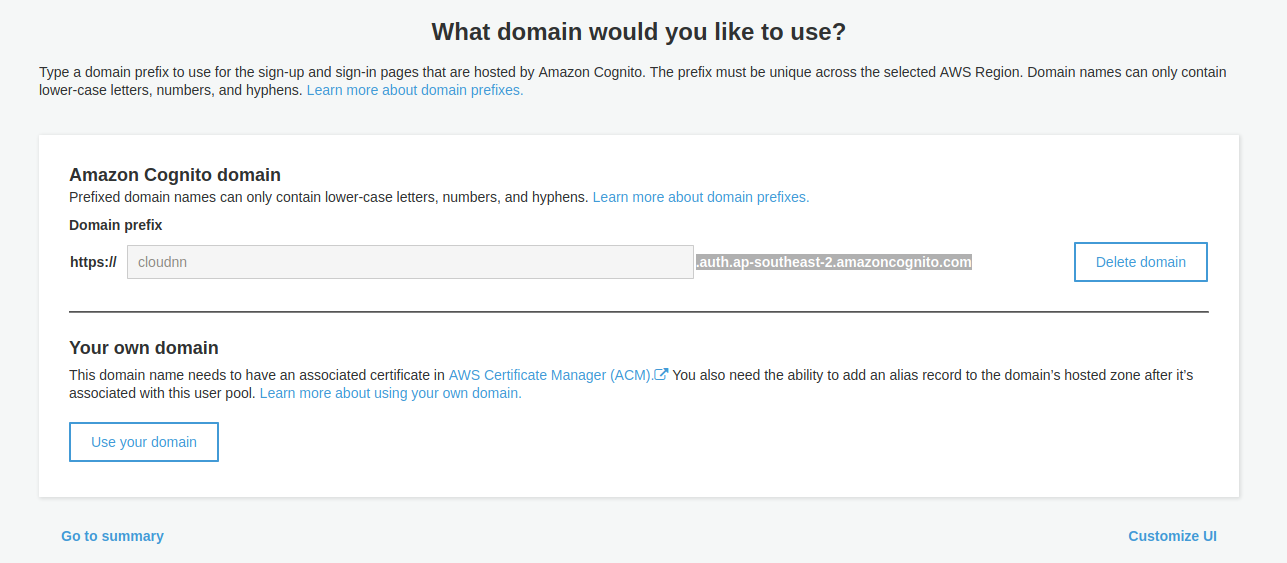 What domain would you like to use?
Type a domain prefix to use for the sign-up and sign-in pages that are hosted by Amazon Cognito. The prefix must be unique across the selected AWS Region. Domain names can only contain
lower-case letters, numbers, and hyphens. Learn more about domain prefixes.
Amazon Cognito domain
Prefixed domain names can only contain lower-case letters, numbers, and hyphens. Learn more about domain prefixes.
Domain prefix
https:// cloudnn .auth.ap-southeast-2.amazoncognito.com Delete domain
Your own domain
This domain name needs to have an associated certificate in AWS Certificate Manager (ACM). You also need the ability to add an alias record to the domain’s hosted zone after it’s
associated with this user pool. Learn more about using your own domain.
Use your domain
Go to summary Customize UI